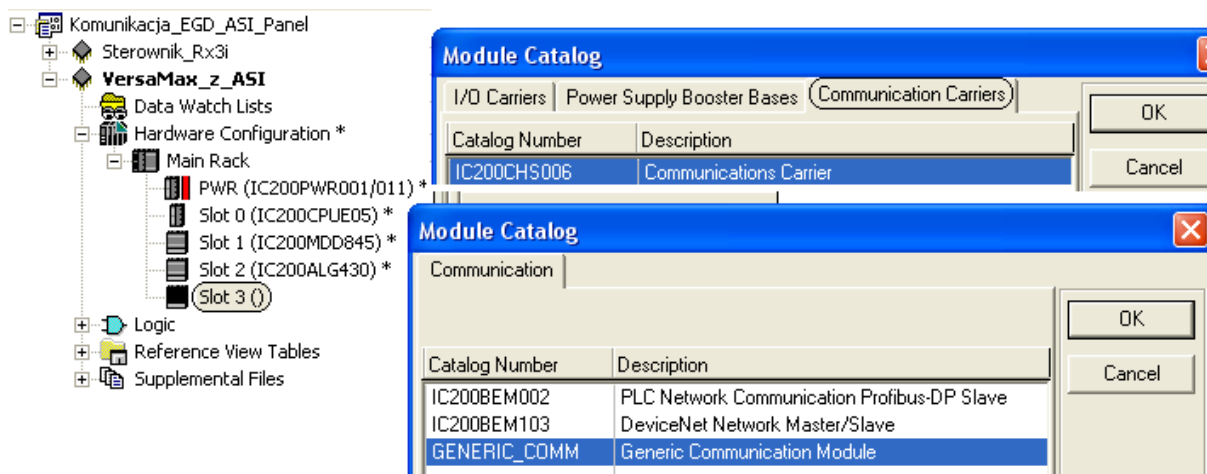 Komunikacja_EGD_ASI_Panel
Sterownik_Rx3i
VersaMax_z_ASI
Data Watch Lists
Hardware Configuration *
Main Rack
PWR (IC200PWR001/011) *
Slot 0 (IC200CPUE05) *
Slot 1 (IC200MDD845) *
Slot 2 (IC200ALG430) *
Slot 3 ()
Logic
Reference View Tables
Supplemental Files
Module Catalog
I/O Carriers Power Supply Booster Bases Communication Carriers
OK
Catalog Number Description
Cancel
IC200CHS006 Communications Carrier
Module Catalog
Communication
OK
Catalog Number Description
Cancel
IC200BEM002 PLC Network Communication Profibus-DP Slave
IC200BEM103 DeviceNet Network Master/Slave
GENERIC_COMM Generic Communication Module